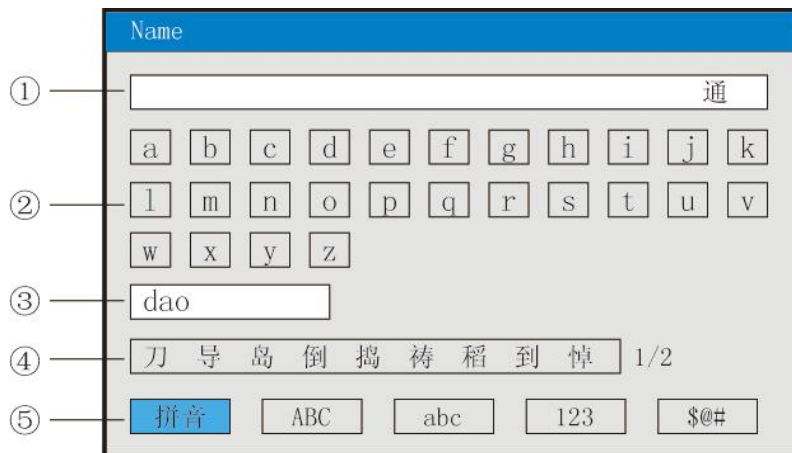 Name
① 通
a b c d e f g h i j k
② l m n o p q r s t u v
w x y z
③ dao
④ 刀 导 岛 倒 捣 祷 稻 到 悼 1/2
⑤ 拼音 ABC abc 123 $@#